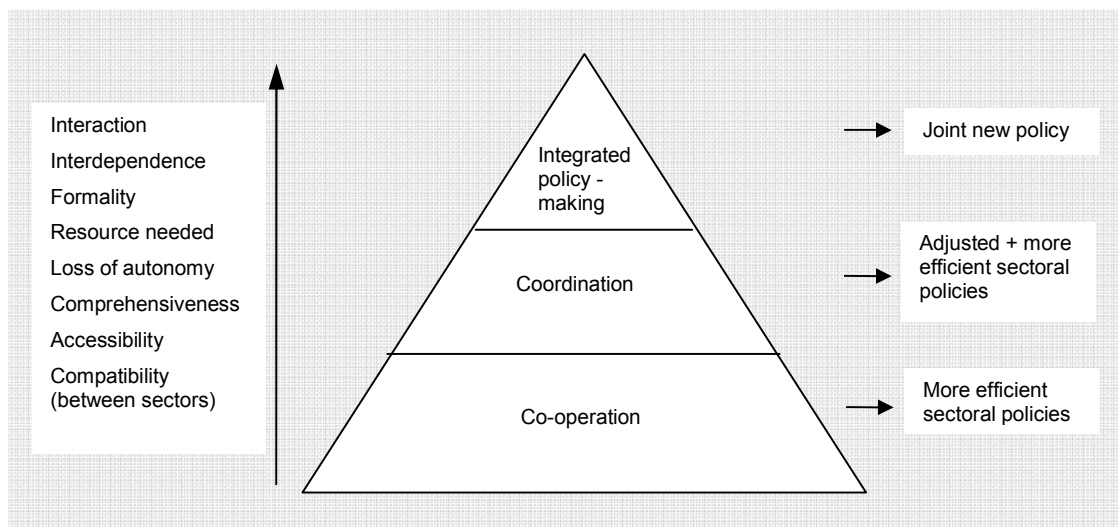 Interaction
Interdependence
Formality
Resource needed
Loss of autonomy
Comprehensiveness
Accessibility
Compatibility
(between sectors)
Integrated
policy -
making
Coordination
Co-operation
Joint new policy
Adjusted + more
efficient sectoral
policies
More efficient
sectoral policies